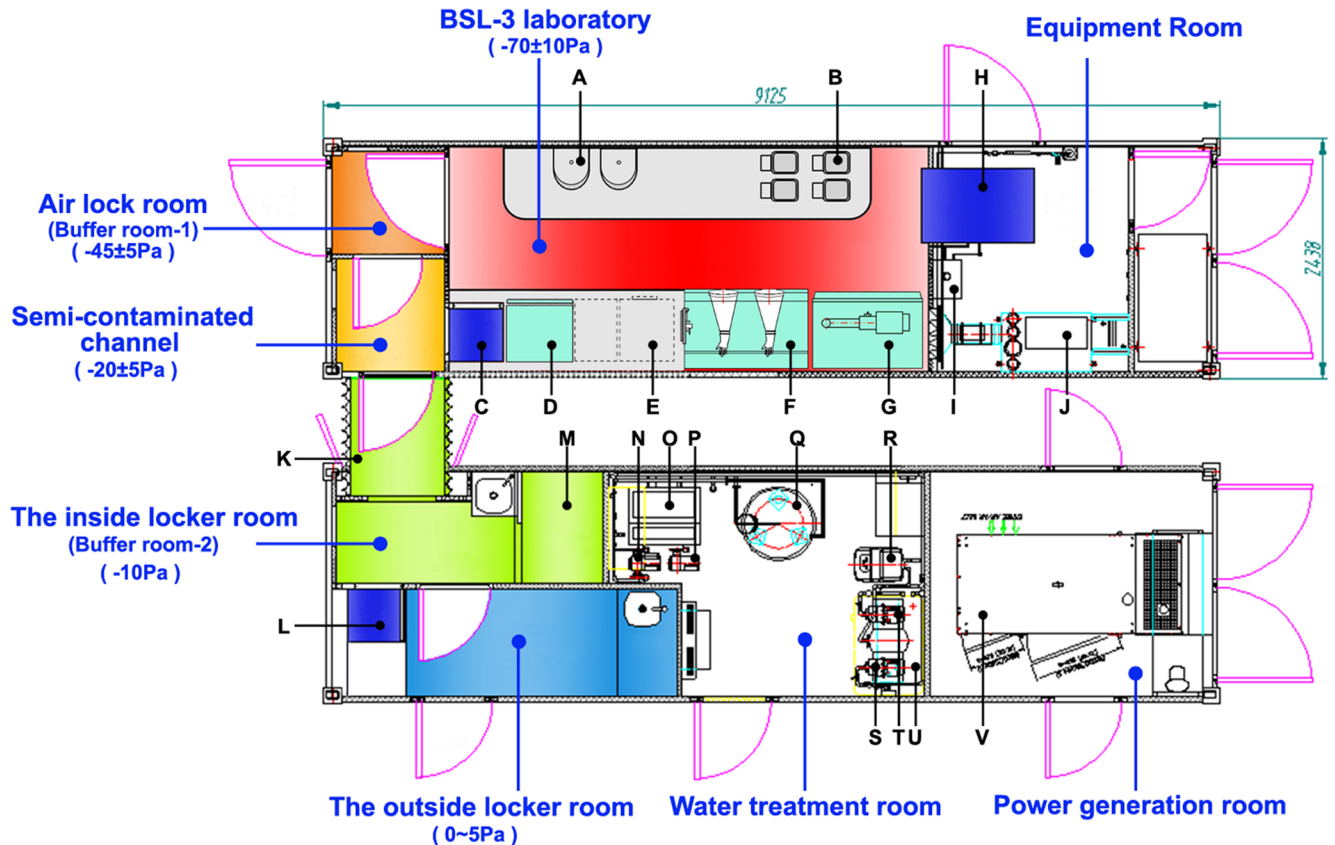 BSL-3 laboratory
( -70±10Pa )
Equipment Room
A
B
H
9125
2438
Air lock room
(Buffer room-1)
( -45±5Pa )
Semi-contaminated
channel
( -20±5Pa )
C
D
E
F
G
I
J
K
M
N
O
P
Q
R
The inside locker room
(Buffer room-2)
( -10Pa )
L
S
T
U
V
The outside locker room
( 0~5Pa )
Water treatment room
Power generation room